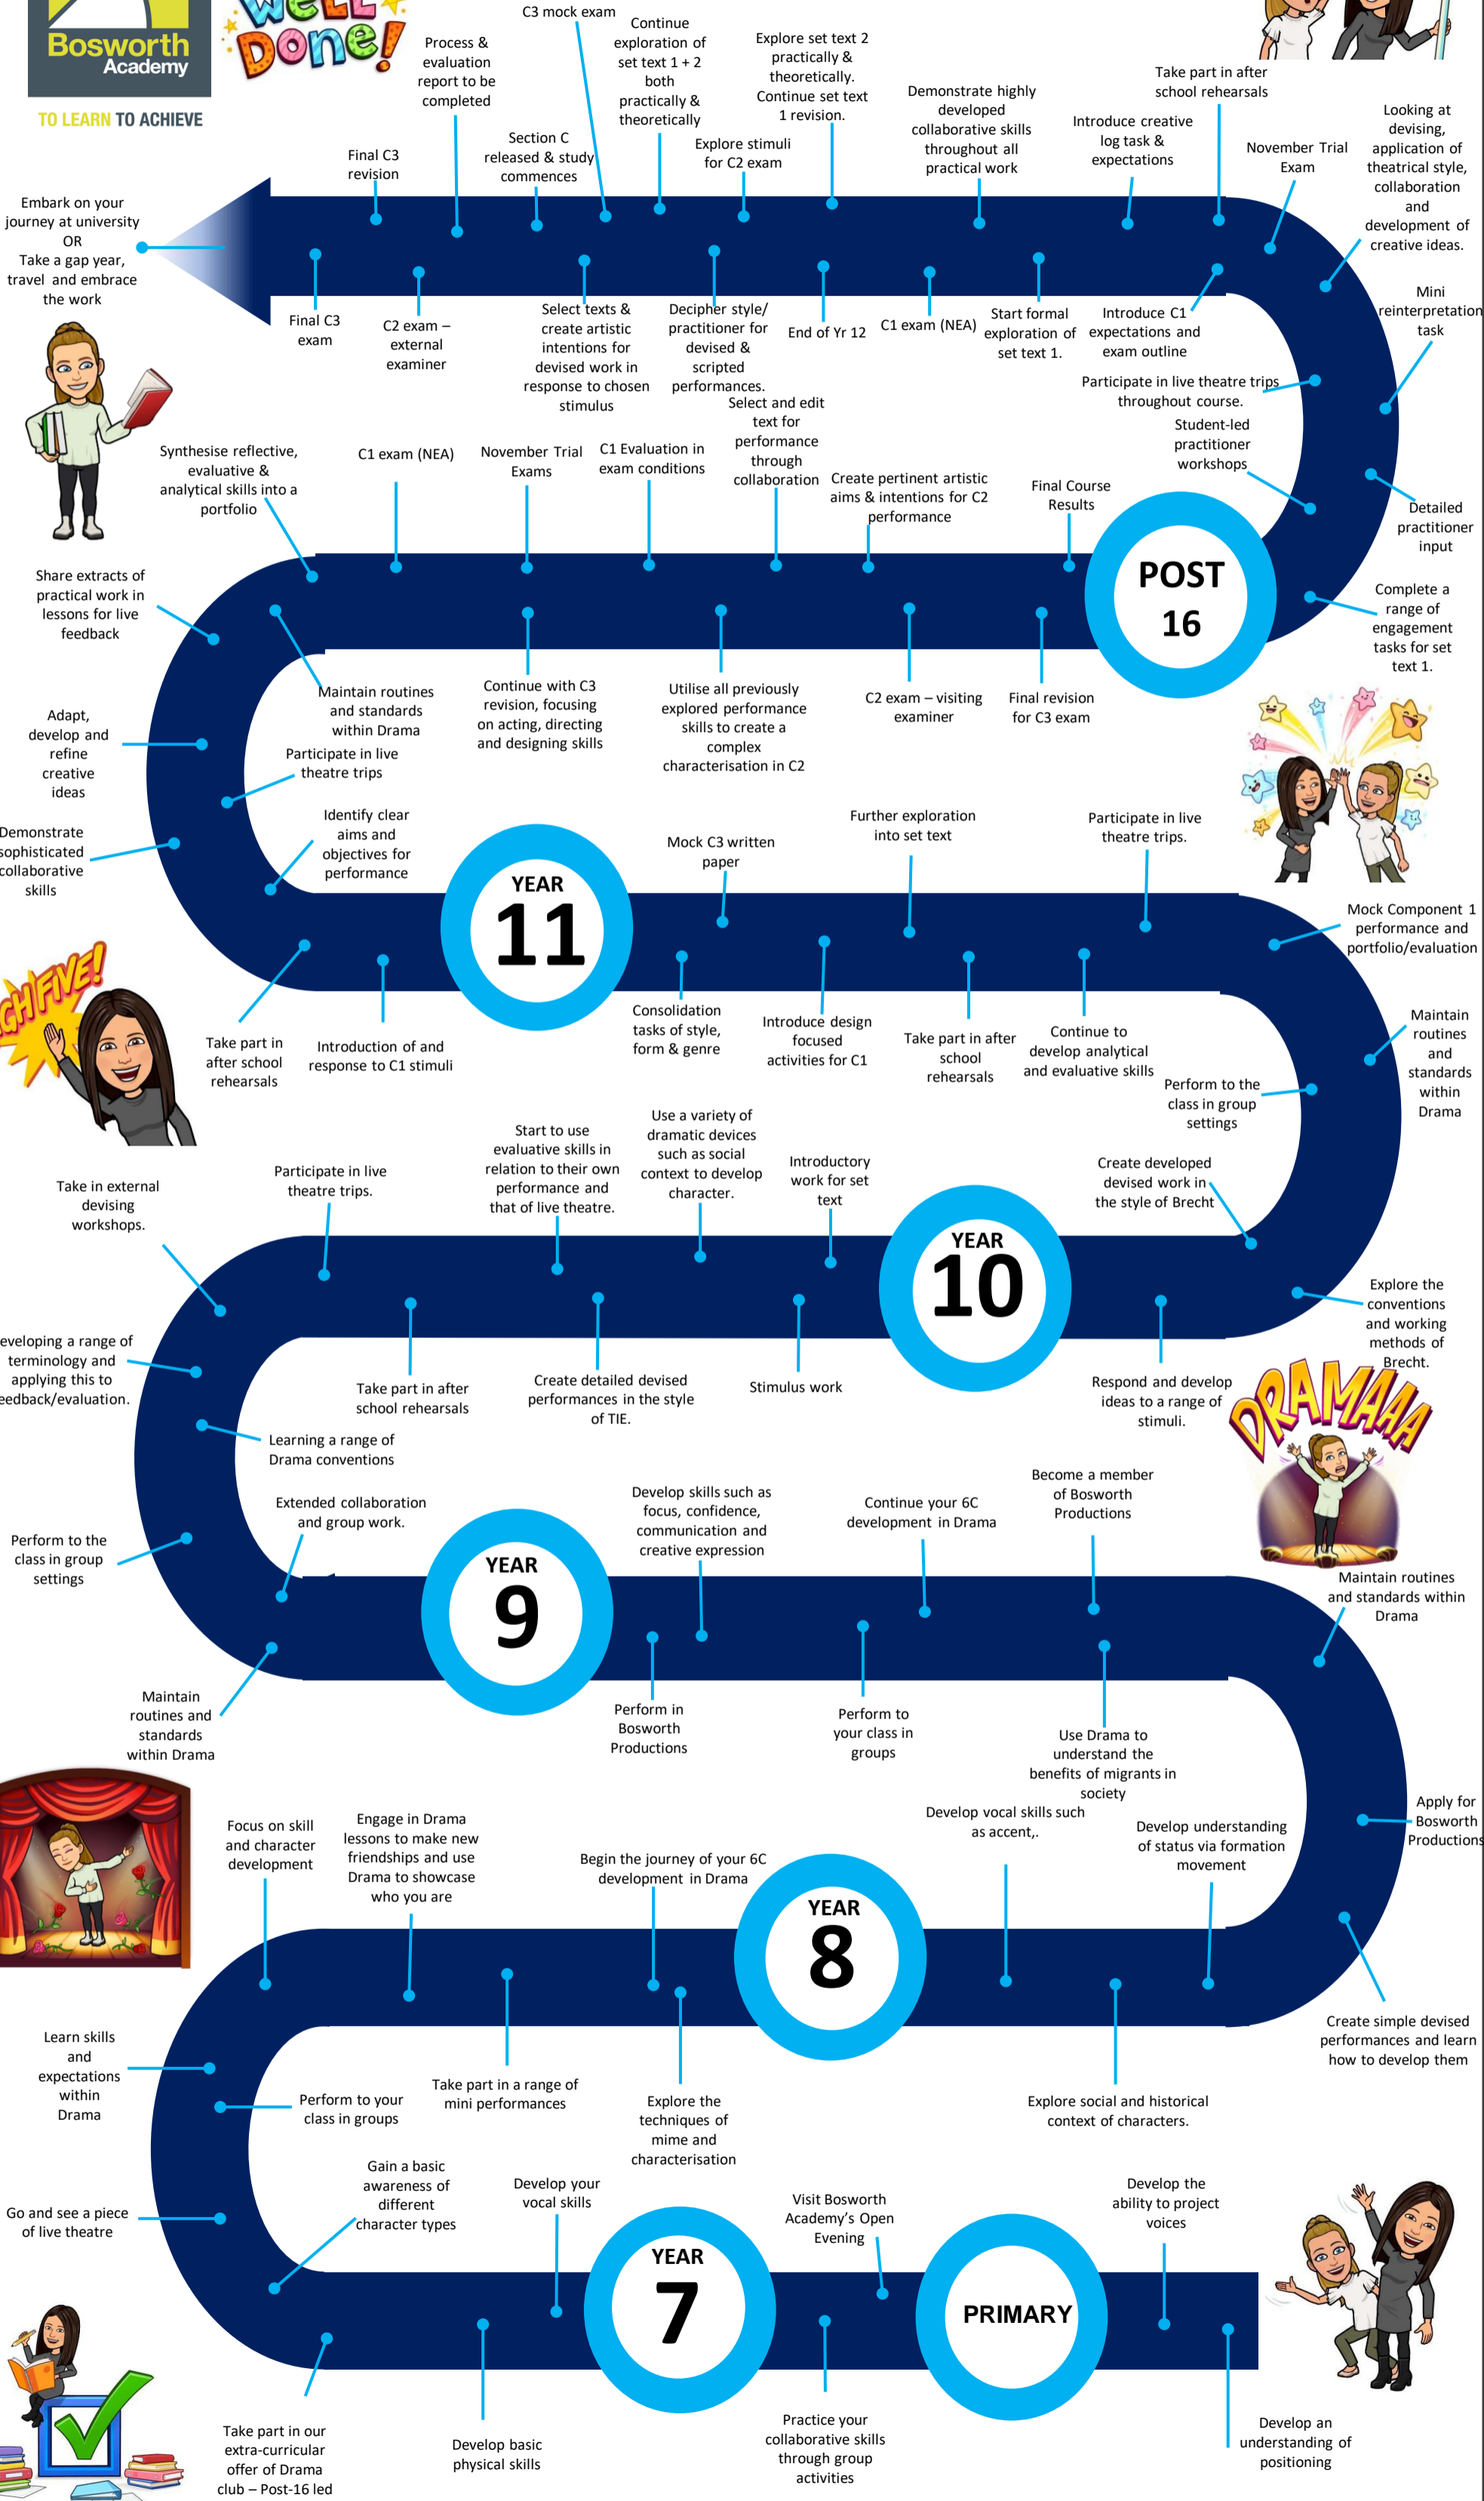 WELL
DONE!
Bosworth
Academy
TO LEARN TO ACHIEVE
C3 mock exam
Process &
evaluation
report to be
completed
Continue
exploration of
set text 1 + 2
both
practically &
theoretically
Explore set text 2
practically &
theoretically.
Continue set text
1 revision.
Final C3
revision
Section C
released & study
commences
Explore stimuli
for C2 exam
Demonstrate highly
developed
collaborative skills
throughout all
practical work
Introduce creative
log task &
expectations
Take part in after
school rehearsals
November Trial
Exam
Looking at
devising,
application of
theatrical style,
collaboration
and
development of
creative ideas.
Embark on your
journey at university
OR
Take a gap year,
travel and embrace
the work
Final C3
exam
C2 exam –
external
examiner
Select texts &
create artistic
intentions for
devised work in
response to chosen
stimulus
Decipher style/
practitioner for
devised &
scripted
performances.
End of Yr 12
C1 exam (NEA)
Start formal
exploration of
set text 1.
Introduce C1
expectations and
exam outline
Mini
reinterpretation
task
Participate in live theatre trips
throughout course.
Student-led
practitioner
workshops
Detailed
practitioner
input
Complete a
range of
engagement
tasks for set
text 1.
POST
16
Synthesise reflective,
evaluative &
analytical skills into a
portfolio
C1 exam (NEA)
November Trial
Exams
C1 Evaluation in
exam conditions
Select and edit
text for
performance
through
collaboration
Create pertinent artistic
aims & intentions for C2
performance
Final Course
Results
Share extracts of
practical work in
lessons for live
feedback
Maintain routines
and standards
within Drama
Continue with C3
revision, focusing
on acting, directing
and designing skills
Utilise all previously
explored performance
skills to create a
complex
characterisation in C2
C2 exam – visiting
examiner
Final revision
for C3 exam
Adapt,
develop and
refine
creative
ideas
Participate in live
theatre trips
Demonstrate
sophisticated
collaborative
skills
Identify clear
aims and
objectives for
performance
YEAR
11
Mock C3 written
paper
Further exploration
into set text
Participate in live
theatre trips.
Mock Component 1
performance and
portfolio/evaluation
GH FIVE!
Take part in
after school
rehearsals
Introduction of and
response to C1 stimuli
Consolidation
tasks of style,
form & genre
Introduce design
focused
activities for C1
Take part in after
school
rehearsals
Continue to
develop analytical
and evaluative skills
Maintain
routines
and
standards
within
Drama
Perform to the
class in group
settings
Take in external
devising
workshops.
Participate in live
theatre trips.
Start to use
evaluative skills in
relation to their own
performance and
that of live theatre.
Use a variety of
dramatic devices
such as social
context to develop
character.
Introductory
work for set
text
YEAR
10
Create developed
devised work in
the style of Brecht
Explore the
conventions
and working
methods of
Brecht.
eveloping a range of
terminology and
applying this to
eedback/evaluation.
Take part in after
school rehearsals
Create detailed devised
performances in the style
of TIE.
Stimulus work
Respond and develop
ideas to a range of
stimuli.
DRAMAAA
Learning a range of
Drama conventions
Extended collaboration
and group work.
Perform to the
class in group
settings
YEAR
9
Develop skills such as
focus, confidence,
communication and
creative expression
Continue your 6C
development in Drama
Become a member
of Bosworth
Productions
Maintain routines
and standards within
Drama
Maintain
routines and
standards
within Drama
Perform in
Bosworth
Productions
Perform to
your class in
groups
Use Drama to
understand the
benefits of migrants in
society
Apply for
Bosworth
Productions
Focus on skill
and character
development
Engage in Drama
lessons to make new
friendships and use
Drama to showcase
who you are
Begin the journey of your 6C
development in Drama
YEAR
8
Develop vocal skills such
as accent,.
Develop understanding
of status via formation
movement
Create simple devised
performances and learn
how to develop them
Learn skills
and
expectations
within
Drama
Perform to your
class in groups
Take part in a range of
mini performances
Explore the
techniques of
mime and
characterisation
Explore social and historical
context of characters.
Go and see a piece
of live theatre
Gain a basic
awareness of
different
character types
Develop your
vocal skills
YEAR
7
Visit Bosworth
Academy's Open
Evening
PRIMARY
Develop the
ability to project
voices
Take part in our
extra-curricular
offer of Drama
club – Post-16 led
Develop basic
physical skills
Practice your
collaborative skills
through group
activities
Develop an
understanding of
positioning